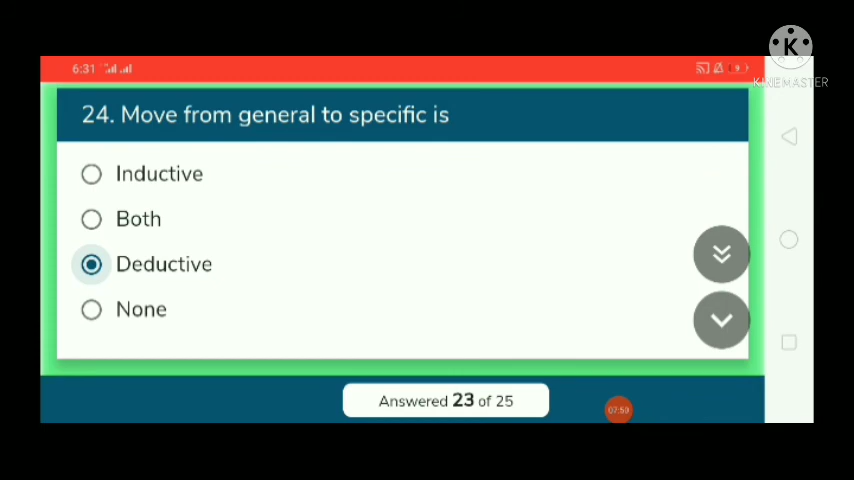 6:31
K
KINEMASTER
24. Move from general to specific is
Inductive
Both
Deductive
None
Answered 23 of 25
07:59